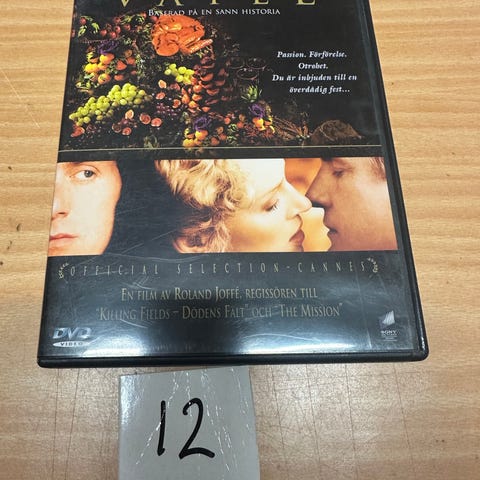 VATEL
BASERAD PÅ EN SANN HISTORIA
Passion. Förförelse.
Otrohet.
Du är inbjuden till en
överdådig fest...
OFFICIAL SELECTION - CANNES
EN FILM AV ROLAND JOFFÉ, REGISSÖREN TILL
"KILLING FIELDS – DÖDENS FÄLT" OCH "THE MISSION"
DVD
VIDEO
SONY
12